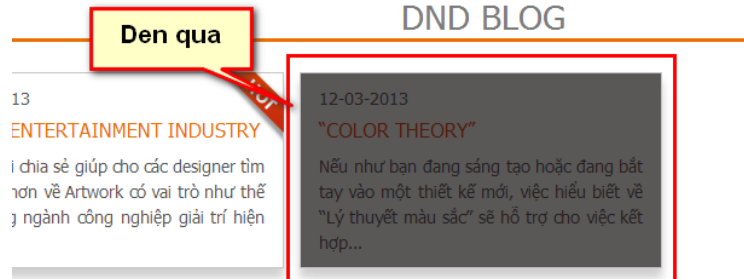 DND BLOG
Den qua
13
HOT
ENTERTAINMENT INDUSTRY
i chia sẻ giúp cho các designer tìm
hơn về Artwork có vai trò như thế
g ngành công nghiệp giải trí hiện
12-03-2013
“COLOR THEORY”
Nếu như bạn đang sáng tạo hoặc đang bắt
tay vào một thiết kế mới, việc hiểu biết về
“Lý thuyết màu sắc” sẽ hỗ trợ cho việc kết
hợp...